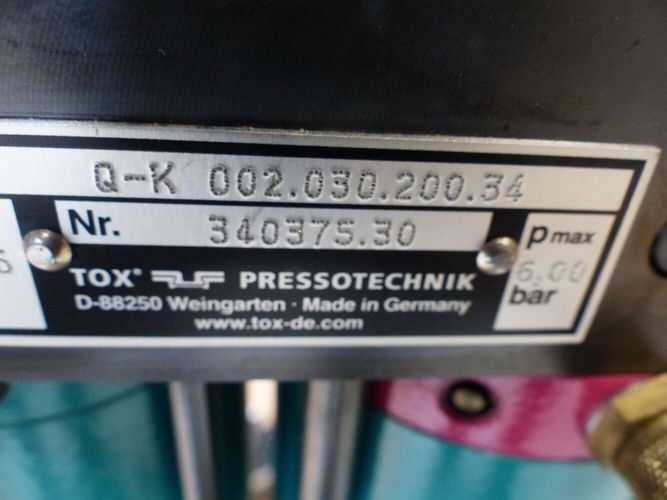 Q-K 002.030.200.34
Nr. 340375.30
p max
6,00
bar
TOX® PRESSOTECHNIK
D-88250 Weingarten · Made in Germany
www.tox-de.com